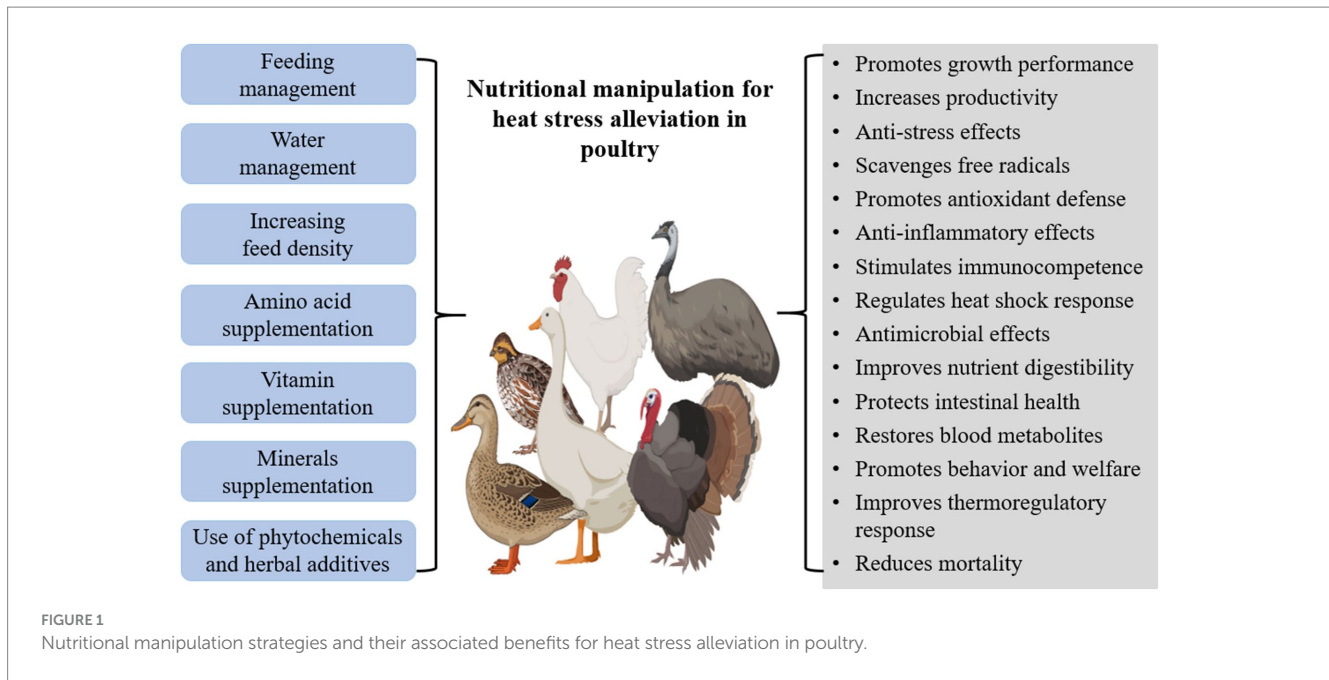 Feeding
management
Water
management
Increasing
feed density
Amino acid
supplementation
Vitamin
supplementation
Minerals
supplementation
Use of phytochemicals
and herbal additives
Nutritional manipulation for
heat stress alleviation in
poultry
• Promotes growth performance
• Increases productivity
• Anti-stress effects
• Scavenges free radicals
• Promotes antioxidant defense
• Anti-inflammatory effects
• Stimulates immunocompetence
• Regulates heat shock response
• Antimicrobial effects
• Improves nutrient digestibility
• Protects intestinal health
• Restores blood metabolites
• Promotes behavior and welfare
• Improves thermoregulatory
response
• Reduces mortality
FIGURE 1
Nutritional manipulation strategies and their associated benefits for heat stress alleviation in poultry.